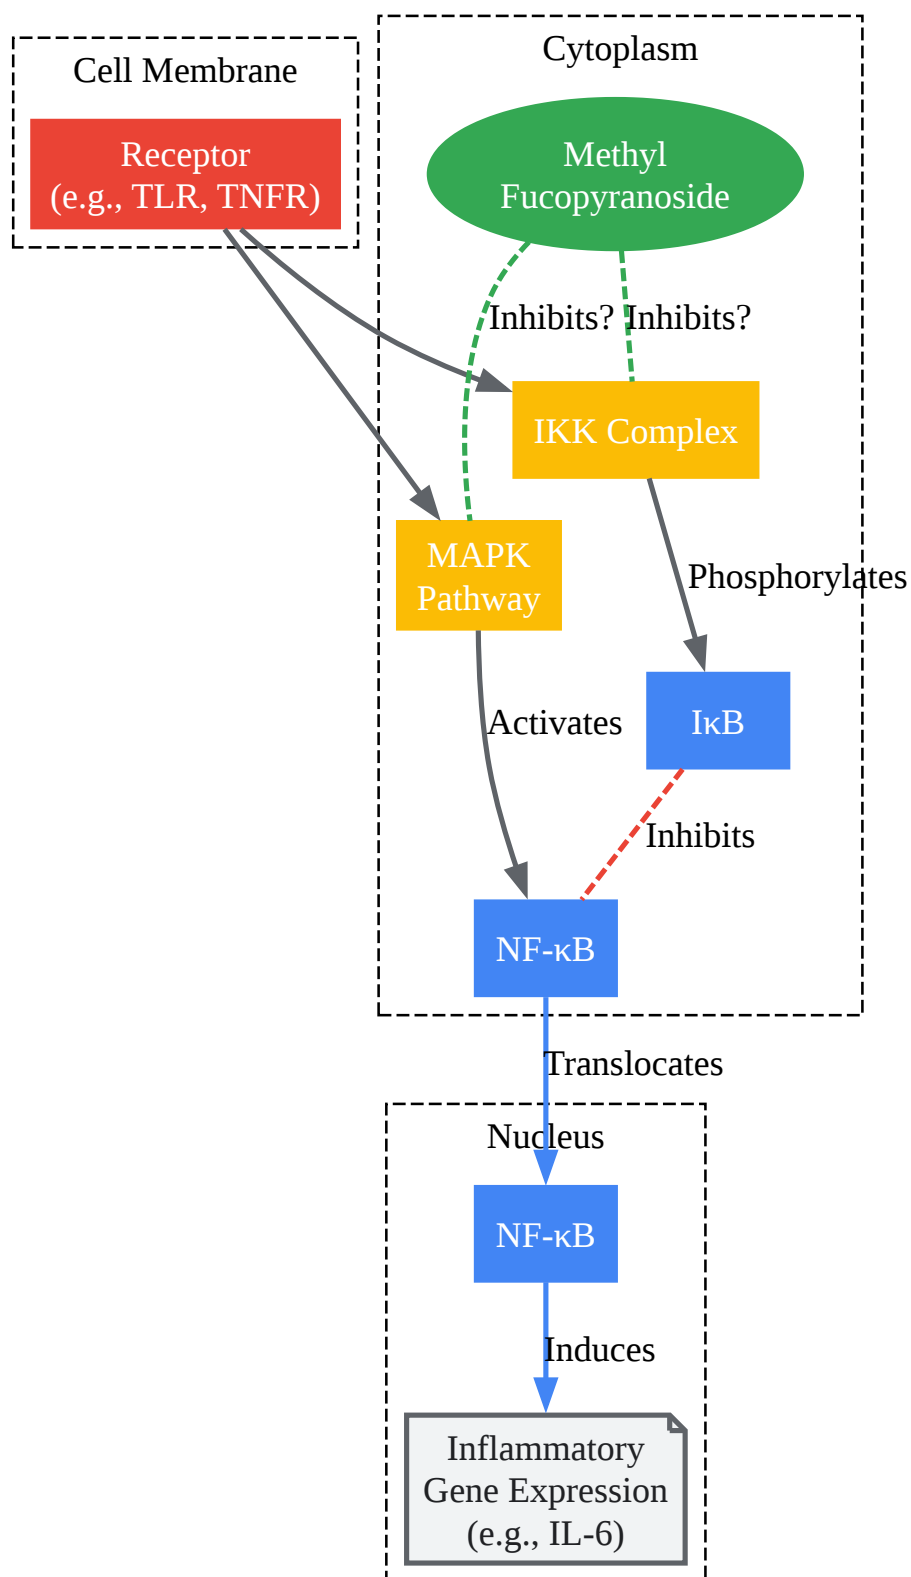 Cytoplasm
Cell Membrane
Receptor
(e.g., TLR, TNFR)
Methyl
Fucopyranoside
Inhibits?
Inhibits?
IKK Complex
MAPK
Pathway
Phosphorylates
IκB
Activates
Inhibits
NF-κB
Translocates
Nucleus
NF-κB
Induces
Inflammatory
Gene Expression
(e.g., IL-6)